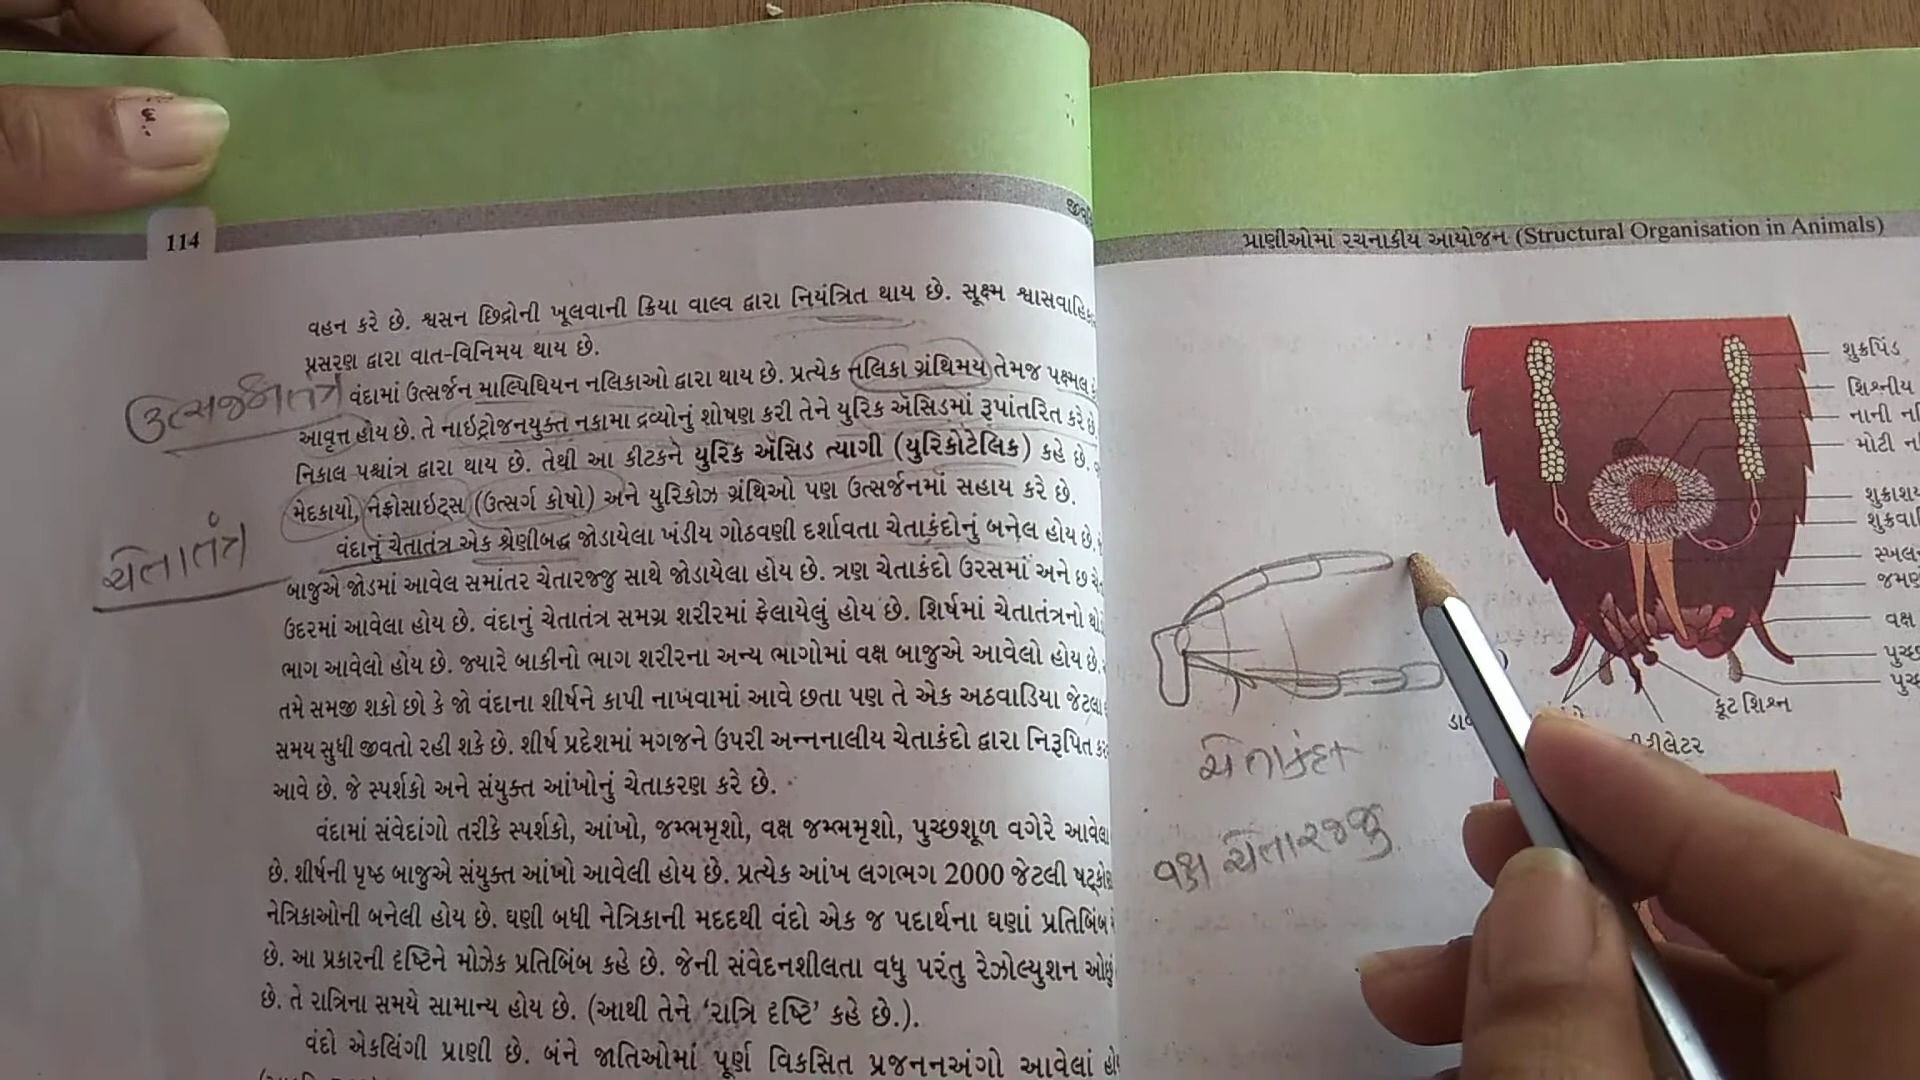 114
વહન કરે છે. શ્વસન છિદ્રોની ખૂલવાની ક્રિયા વાલ્વ દ્વારા નિયંત્રિત થાય છે. સૂક્ષ્મ
પ્રસરણ દ્વારા વાત-વિનિમય થાય છે.
ઉત્સર્જનતંત્ર
વંદામાં ઉત્સર્જન માલ્પિઘિયન નલિકાઓ દ્વારા થાય છે. પ્રત્યેક નલિકા ગ્રંથિમય તેમજ પક્ષ્મલ
આવૃત્ત હોય છે. તે નાઇટ્રોજનયુક્ત નકામા દ્રવ્યોનું શોષણ કરી તેને યુરિક ઍસિડમાં રૂપાંતરિત કરે છે.
નિકાલ પશ્ચાંત્ર દ્વારા થાય છે. તેથી આ કીટકને યુરિક ઍસિડ ત્યાગી (યુરિકોટેલિક) કહે છે.
મેદકાયો, નેફ્રોસાઇટ્સ (ઉત્સર્ગ કોષો) અને યુરિકોઝ ગ્રંથિઓ પણ ઉત્સર્જનમાં સહાય કરે છે.
ચેતાતંત્ર
વંદાનું ચેતાતંત્ર એક શ્રેણીબદ્ધ જોડાયેલા ખંડીય ગોઠવણી દર્શાવતા ચેતાકંદોનું બનેલ હોય છે.
બાજુએ જોડમાં આવેલ સમાંતર ચેતારજ્જુ સાથે જોડાયેલા હોય છે. ત્રણ ચેતાકંદો ઉરસમાં અને છ
ઉદરમાં આવેલા હોય છે. વંદાનું ચેતાતંત્ર સમગ્ર શરીરમાં ફેલાયેલું હોય છે. શિર્ષમાં ચેતાતંત્રનો
ભાગ આવેલો હોય છે. જ્યારે બાકીનો ભાગ શરીરના અન્ય ભાગોમાં વક્ષ બાજુએ આવેલો હોય છે.
તમે સમજી શકો છો કે જો વંદાના શીર્ષને કાપી નાખવામાં આવે છતા પણ તે એક અઠવાડિયા જેટલા
સમય સુધી જીવતો રહી શકે છે. શીર્ષ પ્રદેશમાં મગજને ઉપરી અન્નનાલીય ચેતાકંદો દ્વારા નિરૂપિત
આવે છે. જે સ્પર્શકો અને સંયુક્ત આંખોનું ચેતાકરણ કરે છે.
વંદામાં સંવેદાંગો તરીકે સ્પર્શકો, આંખો, જમ્ભમૃશો, વક્ષ જમ્ભમૃશો, પુચ્છશૂળ વગેરે આવેલા
છે. શીર્ષની પૃષ્ઠ બાજુએ સંયુક્ત આંખો આવેલી હોય છે. પ્રત્યેક આંખ લગભગ 2000 જેટલી
નેત્રિકાઓની બનેલી હોય છે. ઘણી બધી નેત્રિકાની મદદથી વંદો એક જ પદાર્થના ઘણાં પ્રતિબિંબ
છે. આ પ્રકારની દૃષ્ટિને મોઝેક પ્રતિબિંબ કહે છે. જેની સંવેદનશીલતા વધુ પરંતુ રેઝોલ્યુશન ઓછું
છે. તે રાત્રિના સમયે સામાન્ય હોય છે. (આથી તેને ‘રાત્રિ દૃષ્ટિ’ કહે છે.).
વંદો એકલિંગી પ્રાણી છે. બંને જાતિઓમાં પૂર્ણ વિકસિત પ્રજનનઅંગો આવેલાં
પ્રાણીઓમાં રચનાકીય આયોજન (Structural Organisation in Animals)
શુક્રપિંડ
શિશ્નીય
નાની
મોટી
શુક્રાશય
સ્ખલન
વક્ષ
કૂટ શિશ્ન
ચેતાકંદ
વક્ષ ચેતારજ્જુ